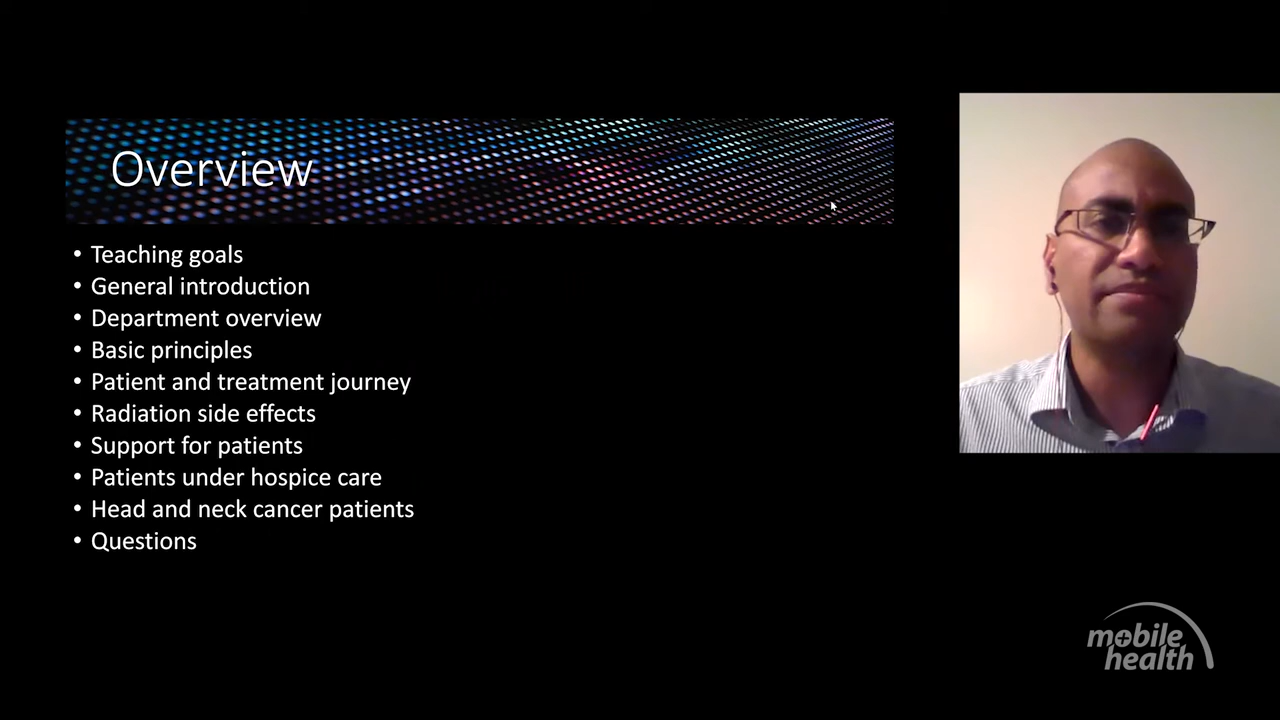 Overview
• Teaching goals
• General introduction
• Department overview
• Basic principles
• Patient and treatment journey
• Radiation side effects
• Support for patients
• Patients under hospice care
• Head and neck cancer patients
• Questions
mobile
health